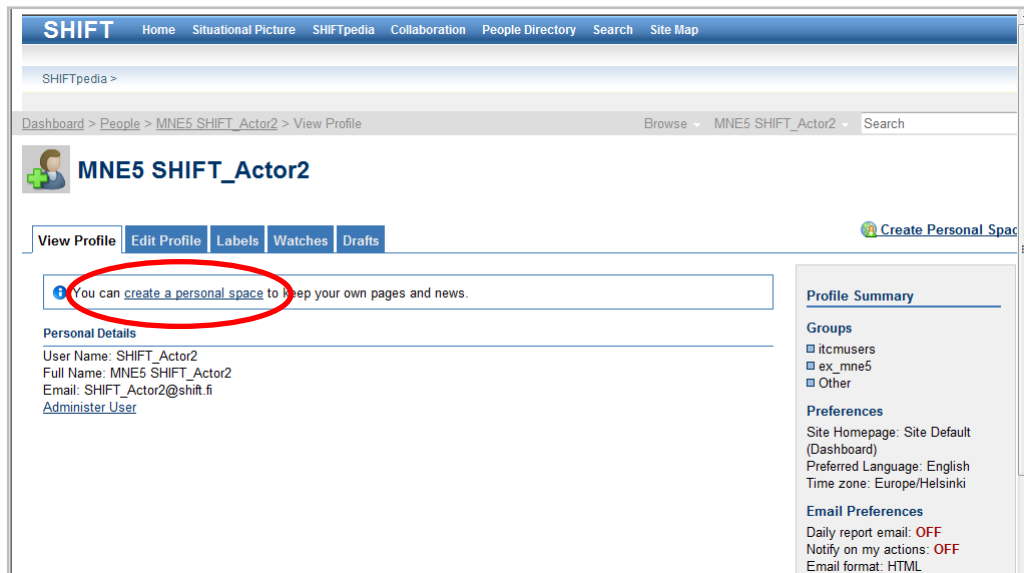 SHIFT Home Situational Picture SHIFTpedia Collaboration People Directory Search Site Map
SHIFTpedia >
Dashboard > People > MNE5 SHIFT_Actor2 > View Profile Browse MNE5 SHIFT_Actor2 Search
MNE5 SHIFT_Actor2
Create Personal Spac
View Profile Edit Profile Labels Watches Drafts
You can create a personal space to keep your own pages and news.
Personal Details
User Name: SHIFT_Actor2
Full Name: MNE5 SHIFT_Actor2
Email: SHIFT_Actor2@shift.fi
Administer User
Profile Summary
Groups
itcmusers
ex_mne5
Other
Preferences
Site Homepage: Site Default
(Dashboard)
Preferred Language: English
Time zone: Europe/Helsinki
Email Preferences
Daily report email: OFF
Notify on my actions: OFF
Email format: HTML